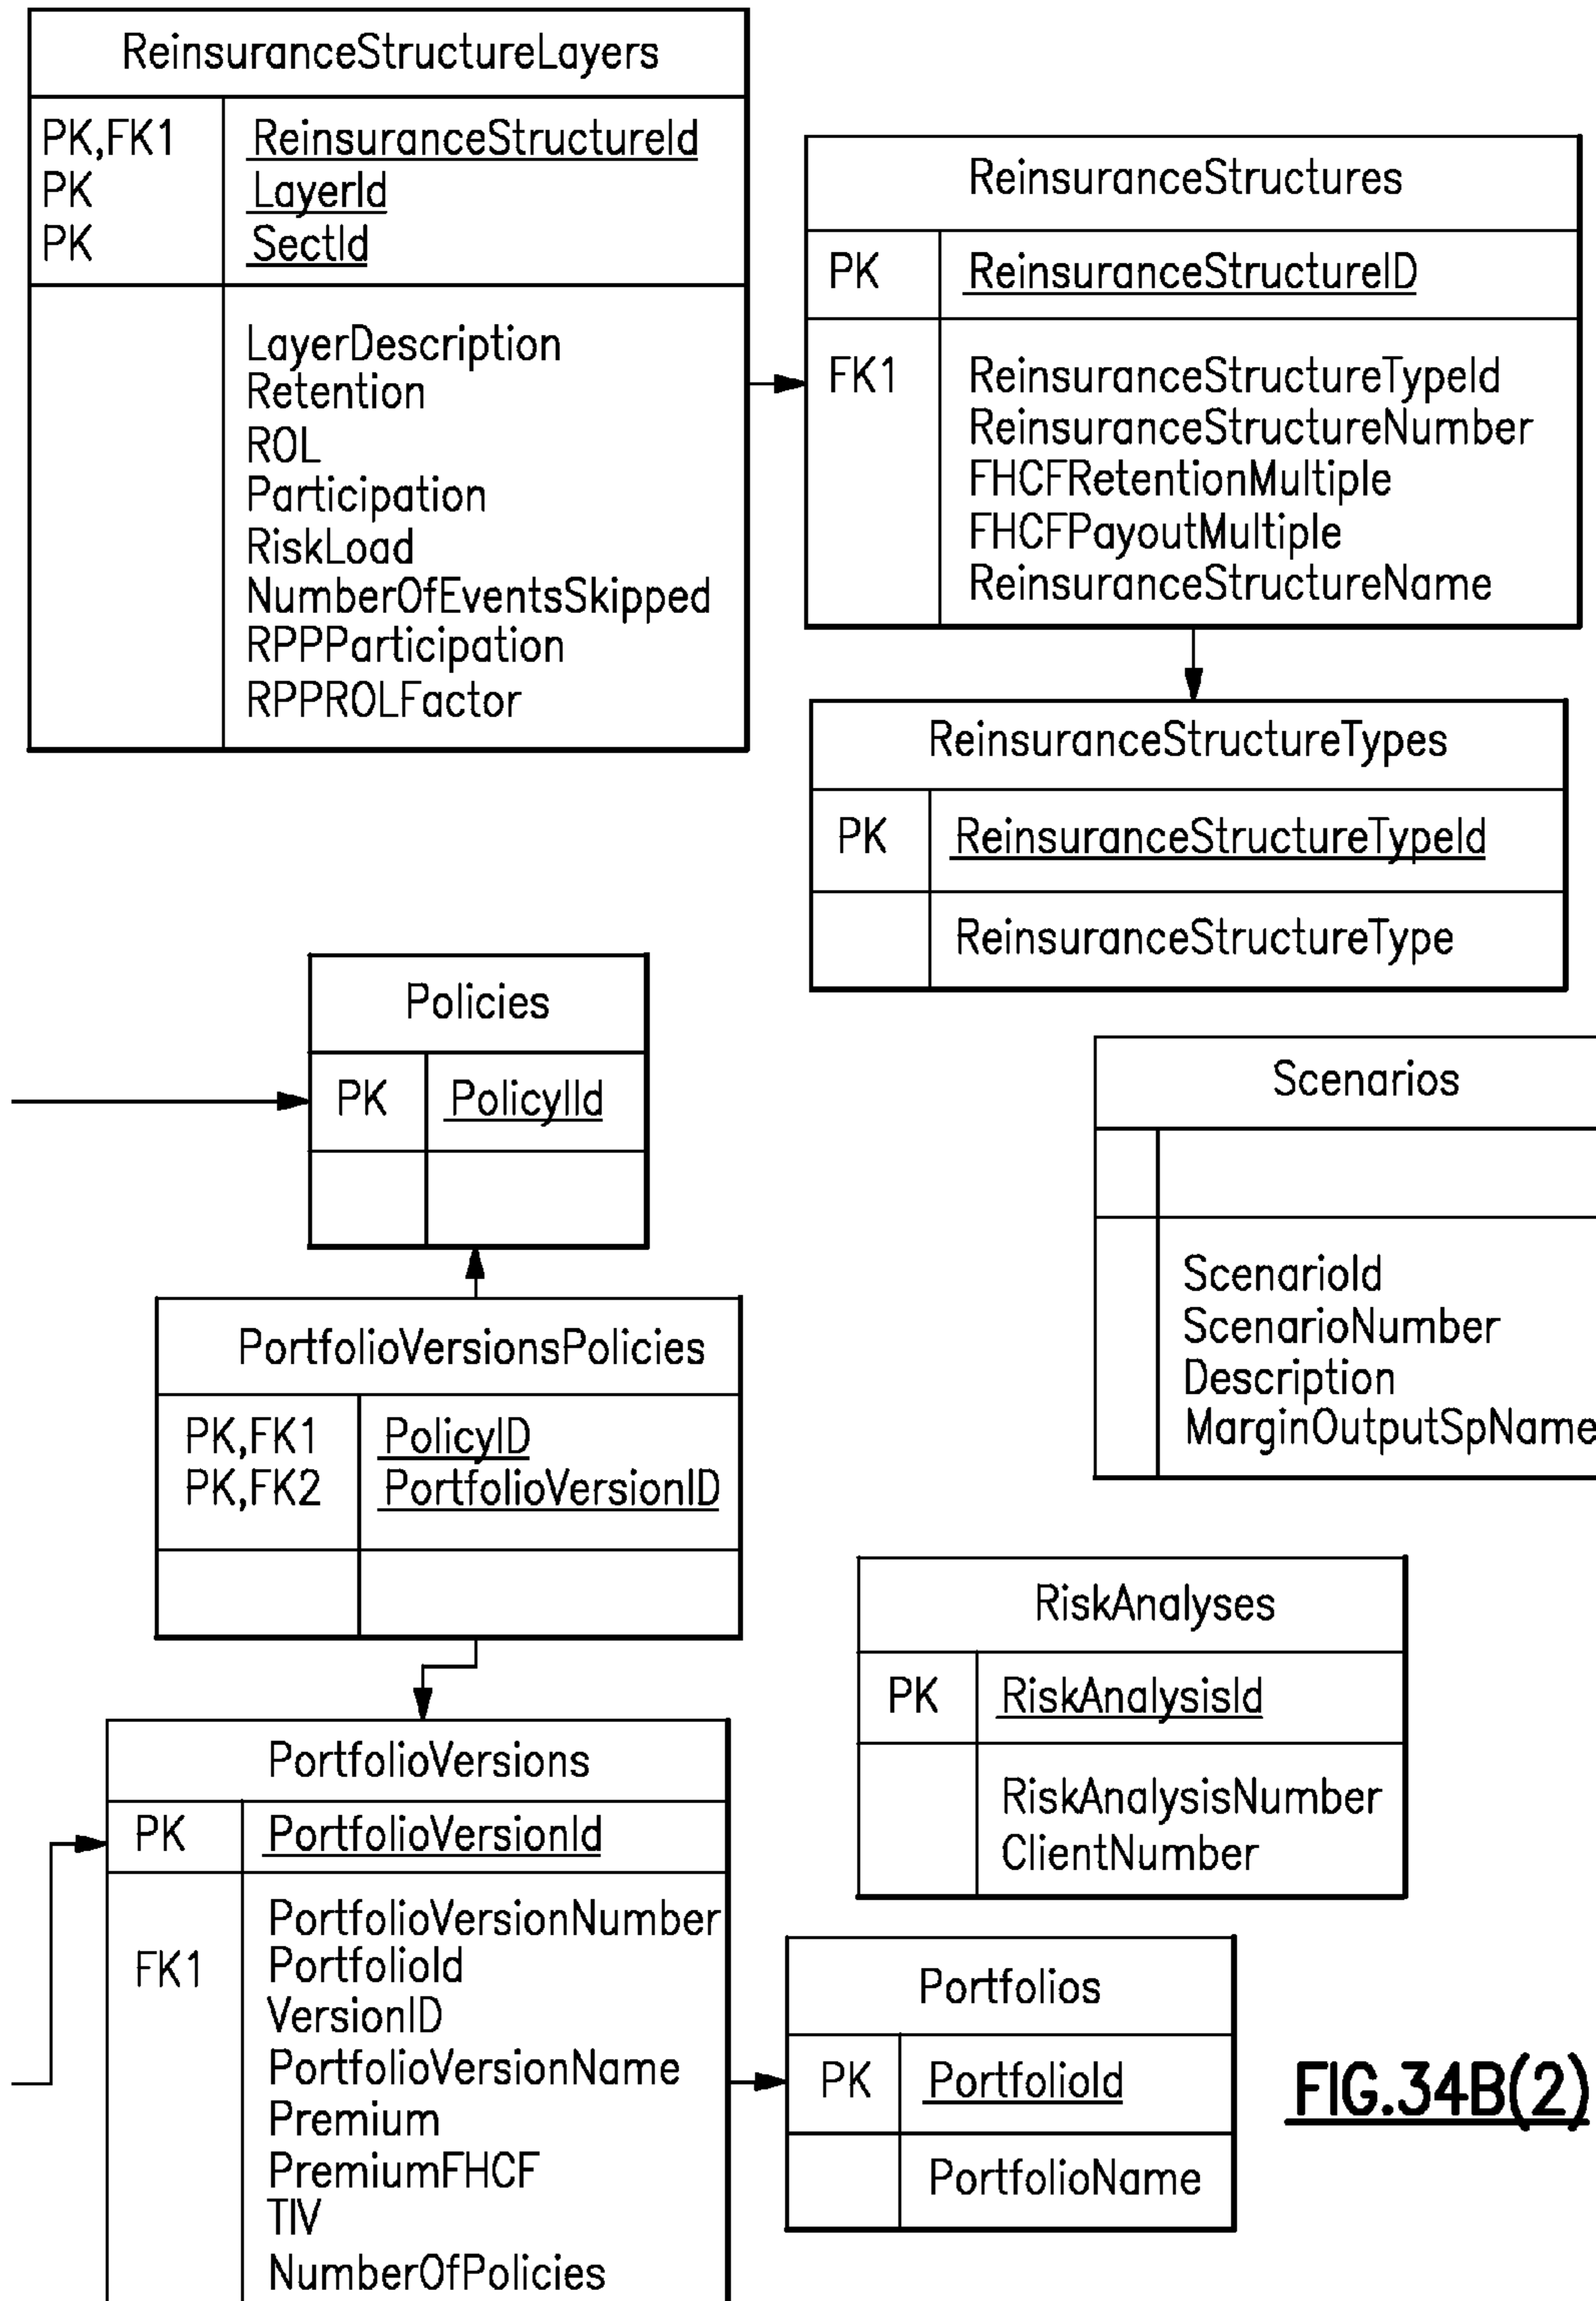 ReinsuranceStructureLayers
PK,FK1 ReinsuranceStructureId
PK LayerId
PK SectId
LayerDescription
Retention
ROL
Participation
RiskLoad
NumberOfEventsSkipped
RPPParticipation
RPPROLFactor
ReinsuranceStructures
PK ReinsuranceStructureID
FK1 ReinsuranceStructureTypeId
ReinsuranceStructureNumber
FHCFRetentionMultiple
FHCFPayoutMultiple
ReinsuranceStructureName
ReinsuranceStructureTypes
PK ReinsuranceStructureTypeId
ReinsuranceStructureType
Policies
PK PolicyIId
Scenarios
ScenarioId
ScenarioNumber
Description
MarginOutputSpName
PortfolioVersionsPolicies
PK,FK1 PolicyID
PK,FK2 PortfolioVersionID
RiskAnalyses
PK RiskAnalysisId
RiskAnalysisNumber
ClientNumber
PortfolioVersions
PK PortfolioVersionId
PortfolioVersionNumber
FK1 PortfolioId
VersionID
PortfolioVersionName
Premium
PremiumFHCF
TIV
NumberOfPolicies
Portfolios
PK PortfolioId
PortfolioName
FIG.34B(2)